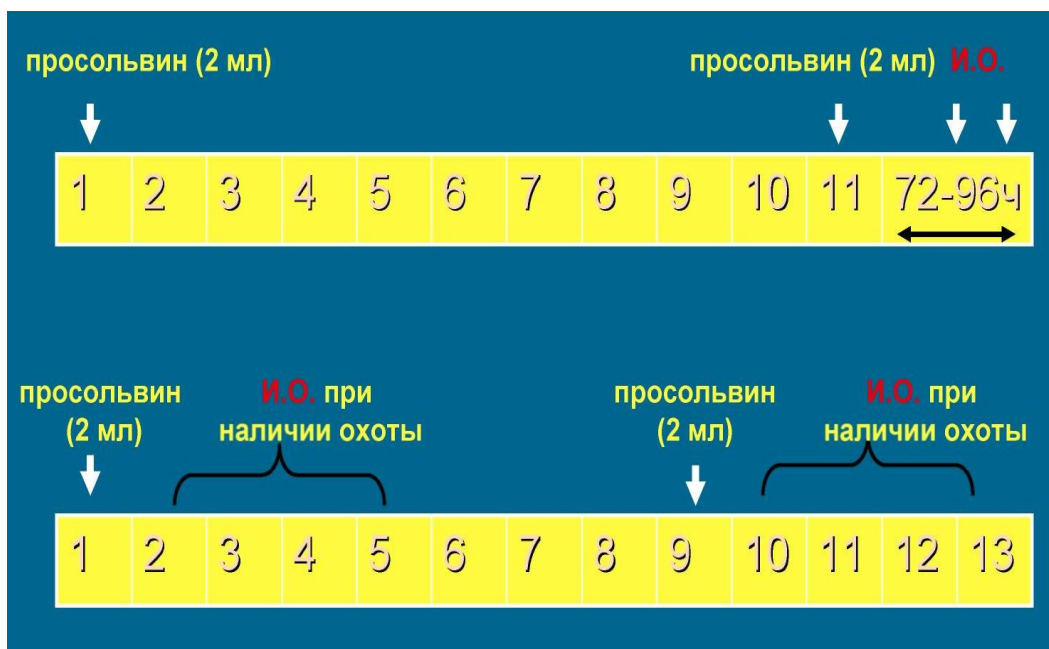 просольвин (2 мл)
просольвин (2 мл) И.О.
1 2 3 4 5 6 7 8 9 10 11 72-96ч
просольвин
(2 мл)
И.О. при
наличии охоты
просольвин
(2 мл)
И.О. при
наличии охоты
1 2 3 4 5 6 7 8 9 10 11 12 13